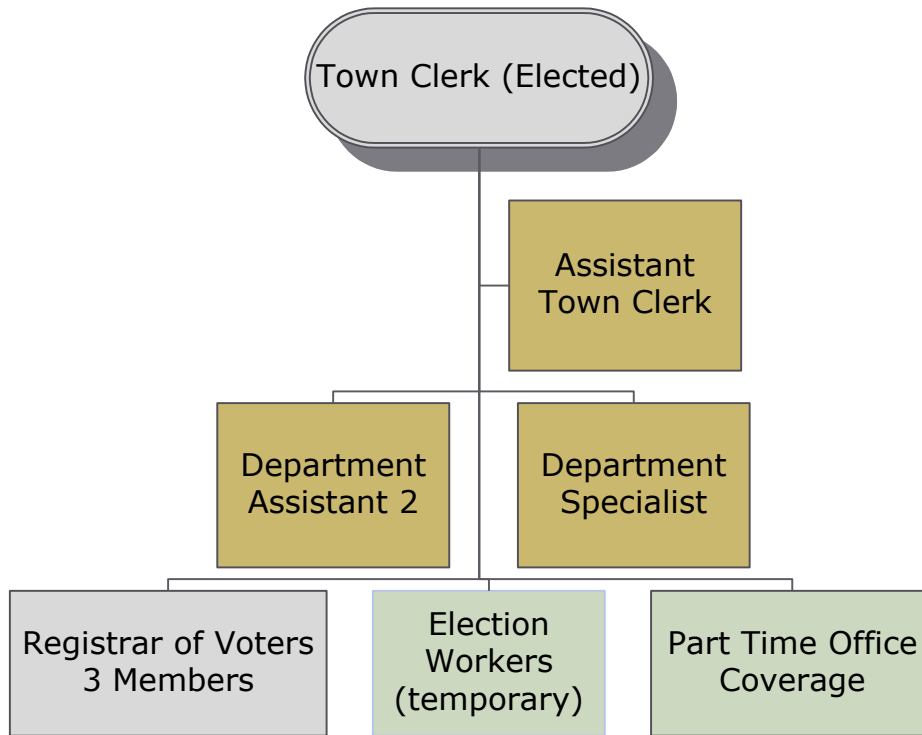 Town Clerk (Elected)
Assistant
Town Clerk
Department
Assistant 2
Department
Specialist
Registrar of Voters
3 Members
Election
Workers
(temporary)
Part Time Office
Coverage